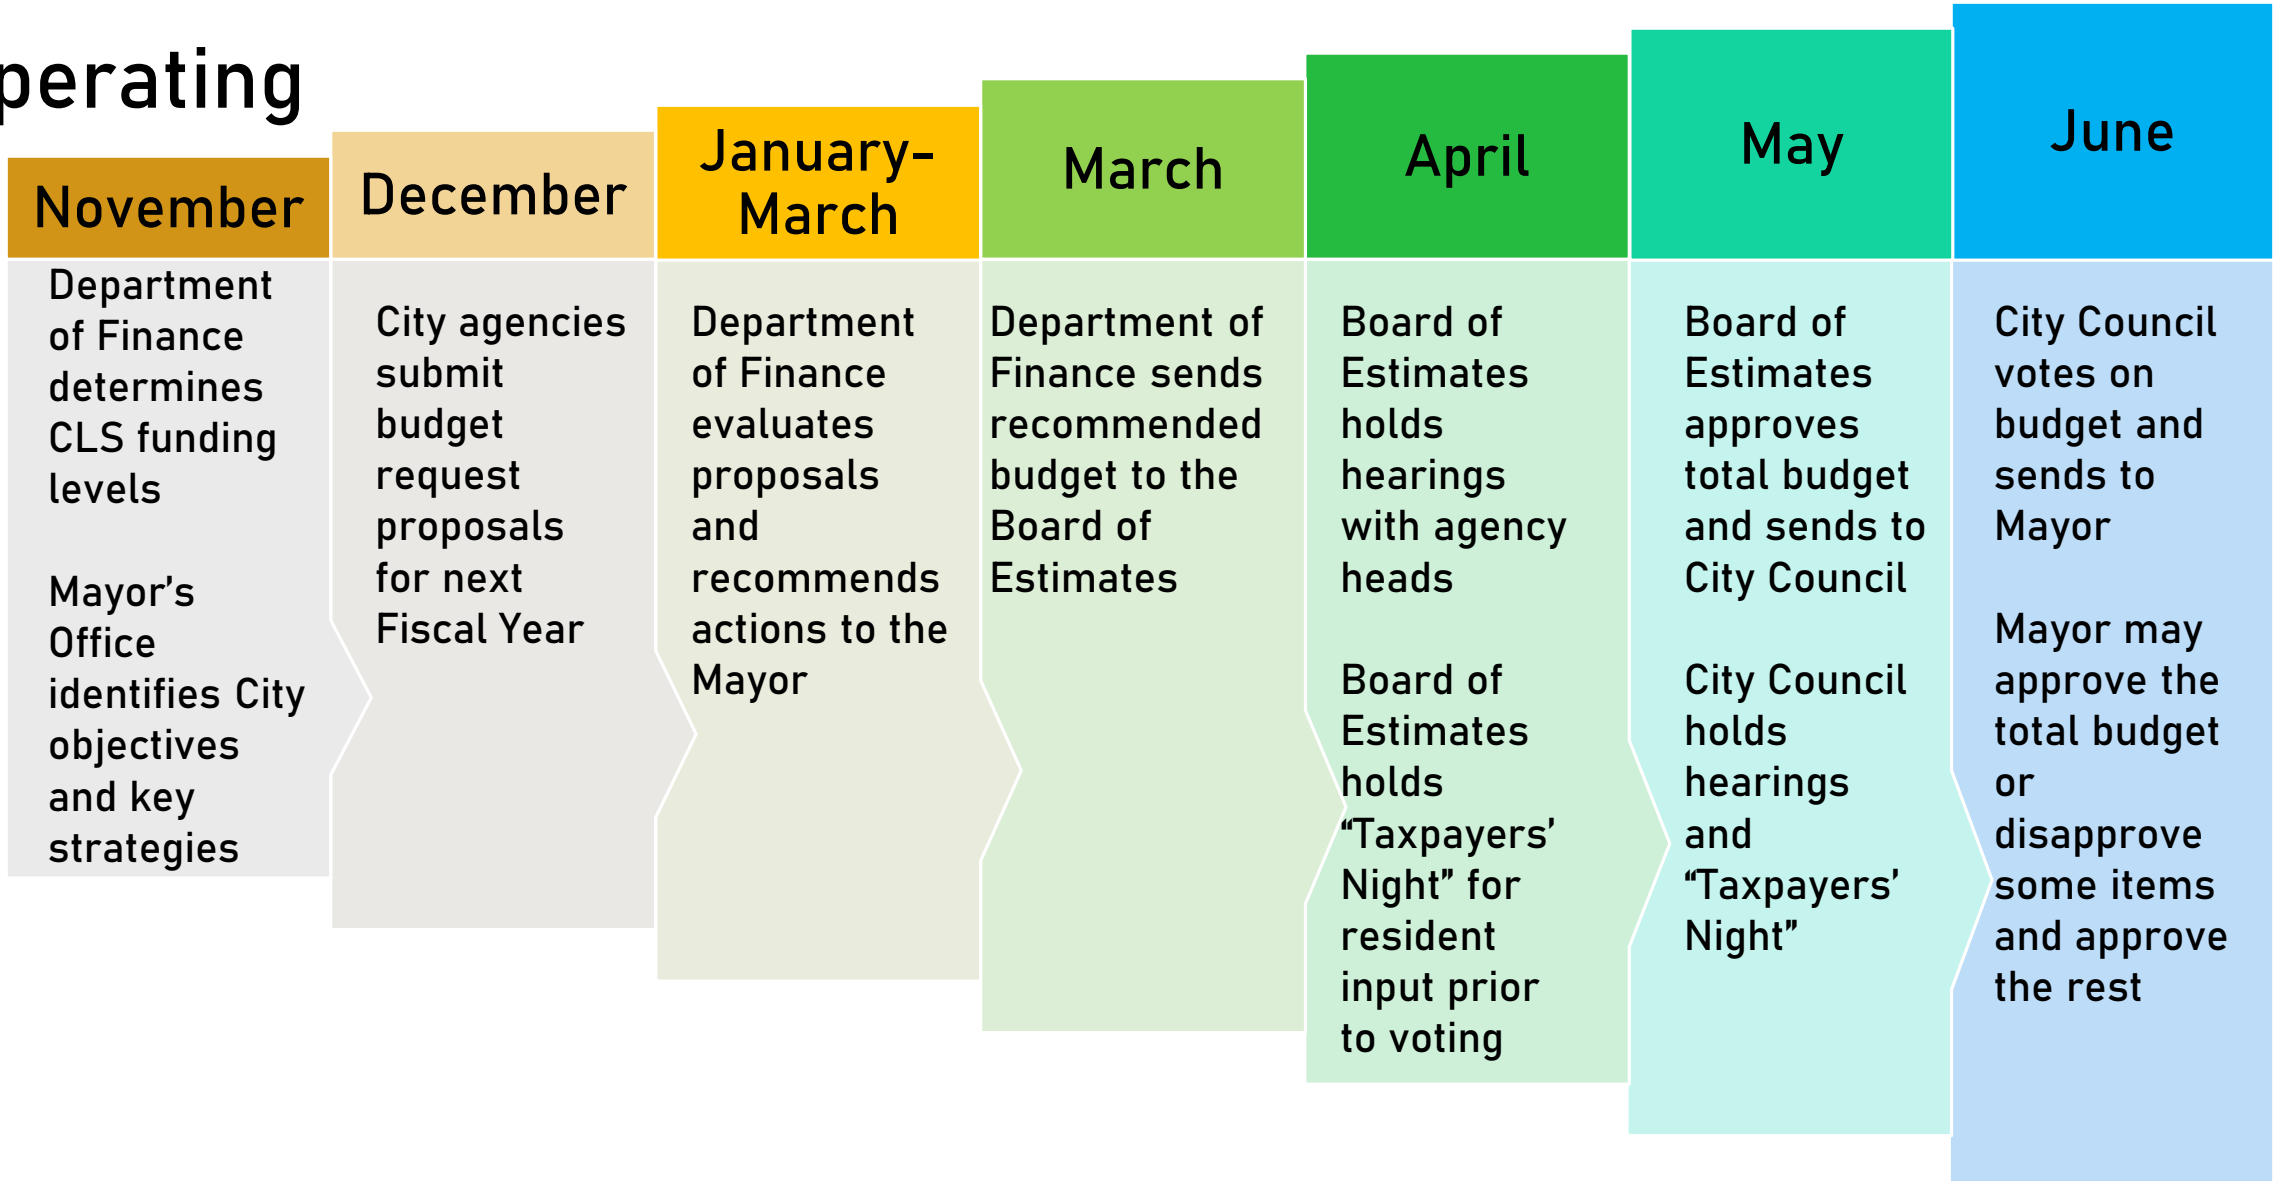 perating
November
Department
of Finance
determines
CLS funding
levels
Mayor’s
Office
identifies City
objectives
and key
strategies
December
City agencies
submit
budget
request
proposals
for next
Fiscal Year
January-
March
Department
of Finance
evaluates
proposals
and
recommends
actions to the
Mayor
March
Department of
Finance sends
recommended
budget to the
Board of
Estimates
April
Board of
Estimates
holds
hearings
with agency
heads
Board of
Estimates
holds
“Taxpayers’
Night” for
resident
input prior
to voting
May
Board of
Estimates
approves
total budget
and sends to
City Council
City Council
holds
hearings
and
“Taxpayers’
Night”
June
City Council
votes on
budget and
sends to
Mayor
Mayor may
approve the
total budget
or
disapprove
some items
and approve
the rest